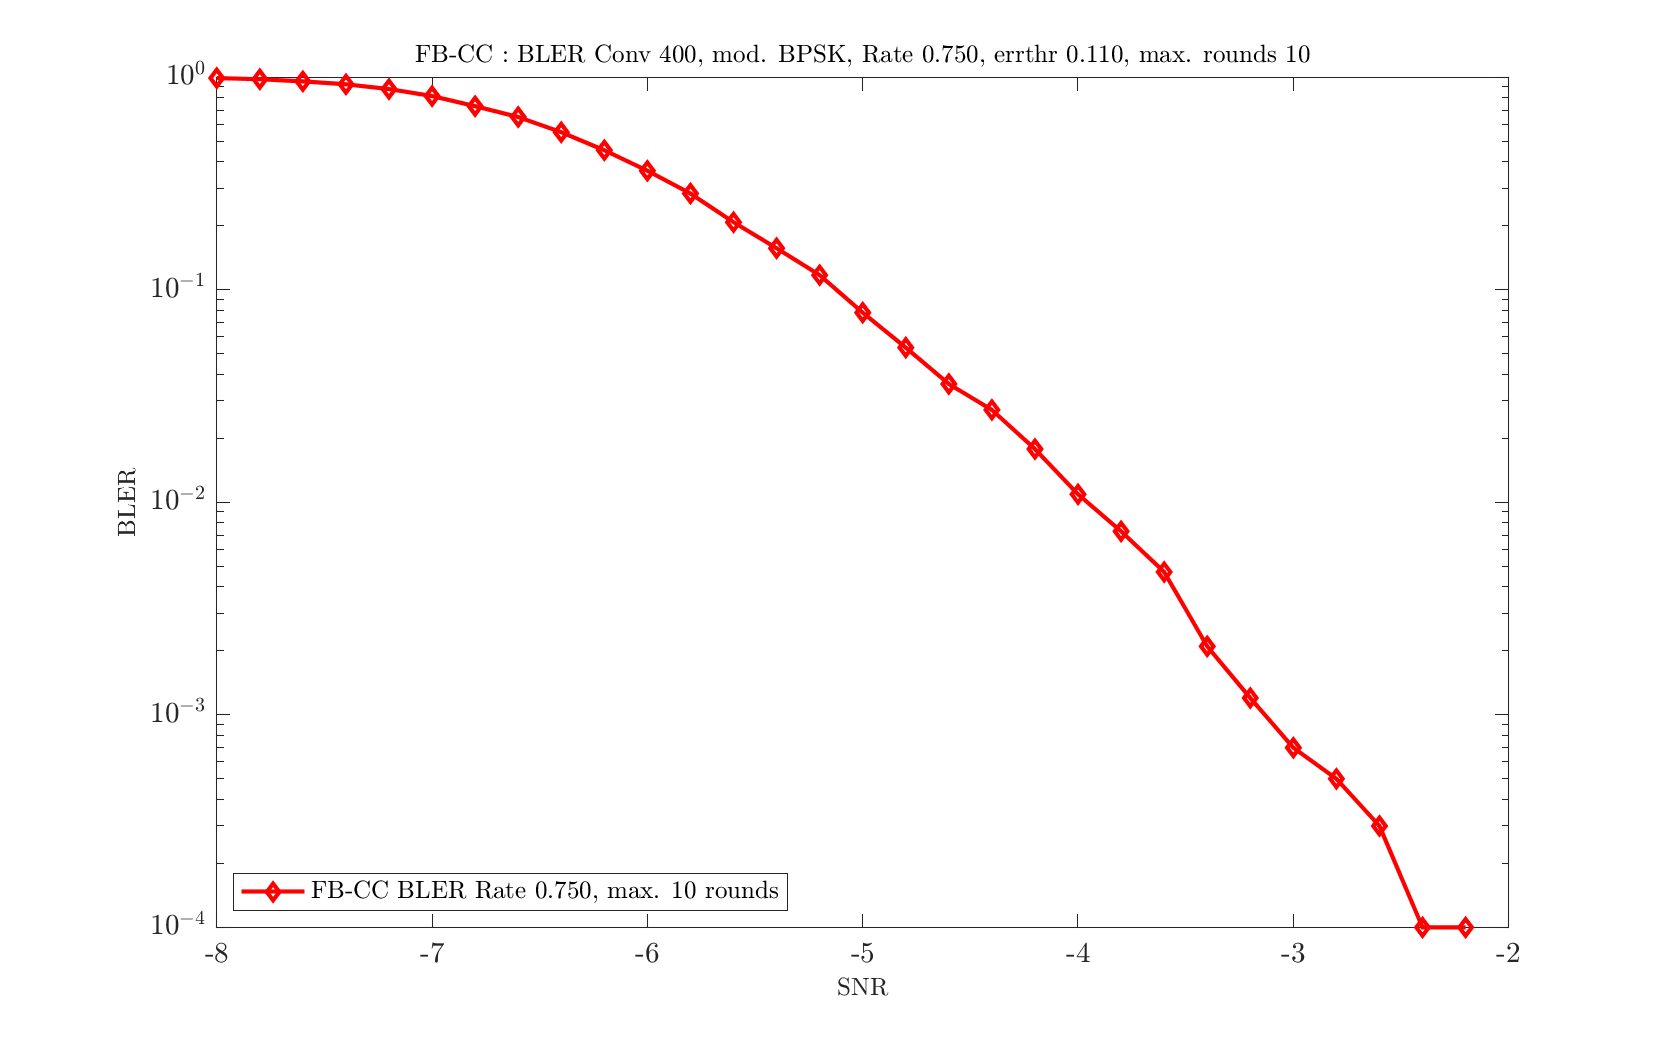 FB-CC : BLER Conv 400, mod. BPSK, Rate 0.750, errthr 0.110, max. rounds 10
10^0
10^-1
10^-2
10^-3
10^-4
BLER
FB-CC BLER Rate 0.750, max. 10 rounds
-8 -7 -6 -5 -4 -3 -2
SNR